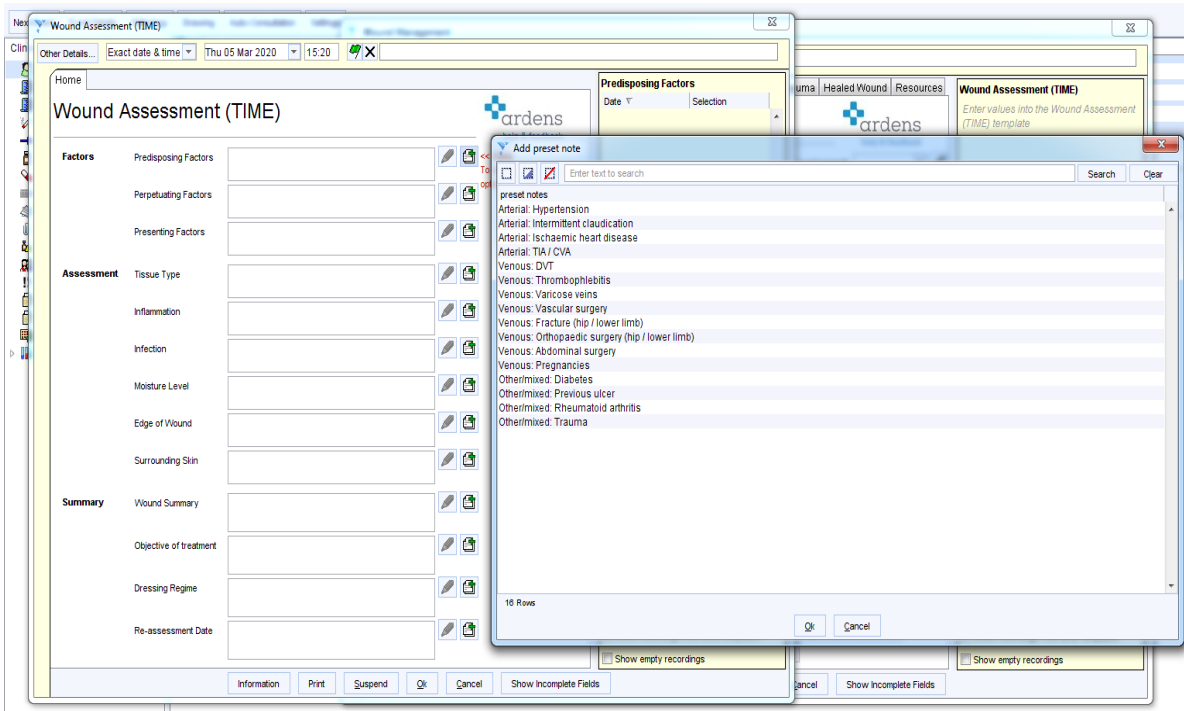 Wound Assessment (TIME)
Other Details... Exact date & time Thu 05 Mar 2020 15:20
Home
Wound Assessment (TIME)
ardens
Factors Predisposing Factors
Perpetuating Factors
Presenting Factors
Assessment Tissue Type
Inflammation
Infection
Moisture Level
Edge of Wound
Surrounding Skin
Summary Wound Summary
Objective of treatment
Dressing Regime
Re-assessment Date
Information Print Suspend Ok Cancel Show Incomplete Fields
Predisposing Factors
Date Selection
Show empty recordings
Wound Management
Healed Wound Resources
ardens
Wound Assessment (TIME)
Enter values into the Wound Assessment
(TIME) template
Add preset note
Enter text to search Search Clear
preset notes
Arterial: Hypertension
Arterial: Intermittent claudication
Arterial: Ischaemic heart disease
Arterial: TIA / CVA
Venous: DVT
Venous: Thrombophlebitis
Venous: Varicose veins
Venous: Vascular surgery
Venous: Fracture (hip / lower limb)
Venous: Orthopaedic surgery (hip / lower limb)
Venous: Abdominal surgery
Venous: Pregnancies
Other/mixed: Diabetes
Other/mixed: Previous ulcer
Other/mixed: Rheumatoid arthritis
Other/mixed: Trauma
16 Rows
Ok Cancel
Show Incomplete Fields
Show empty recordings